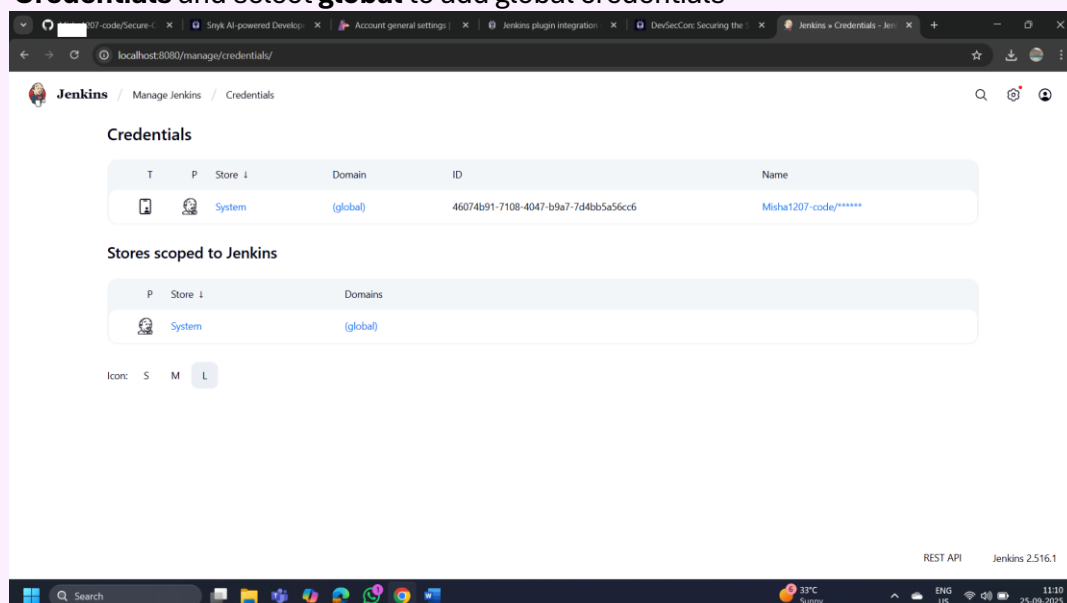 Credentials and select global to add global credentials
207-code/Secure-C
Snyk AI-powered Develop
Account general settings |
Jenkins plugin integration
DevSecCon: Securing the S
Jenkins » Credentials - Jen
localhost:8080/manage/credentials/
Jenkins / Manage Jenkins / Credentials
Credentials
T P Store ↓ Domain ID Name
System (global) 46074b91-7108-4047-b9a7-7d4bb5a56cc6 Misha1207-code/******
Stores scoped to Jenkins
P Store ↓ Domains
System (global)
Icon: S M L
REST API Jenkins 2.516.1
Search
33°C
Sunny
ENG
US
11:10
25-09-2025